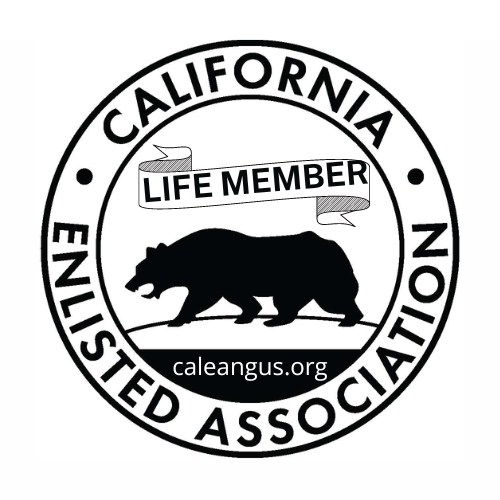 CALIFORNIA
LIFE MEMBER
caleangus.org
ENLISTED ASSOCIATION